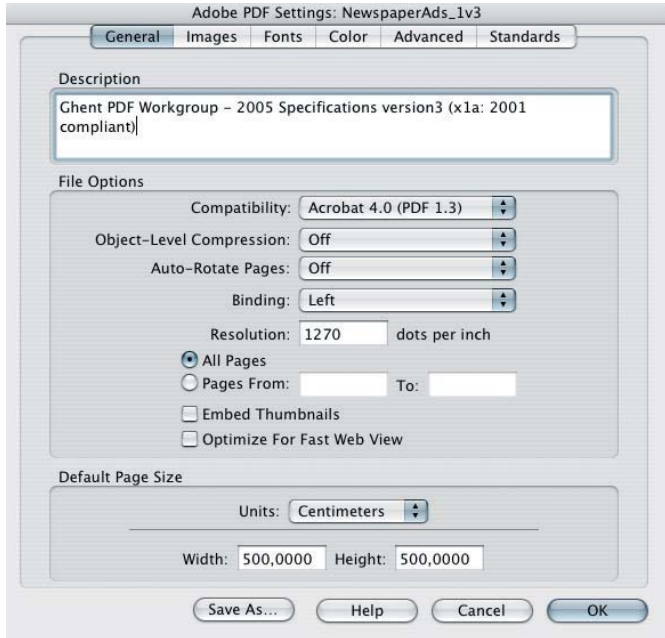 Adobe PDF Settings: NewspaperAds_1v3
General Images Fonts Color Advanced Standards
Description
Ghent PDF Workgroup – 2005 Specifications version3 (x1a: 2001
compliant)
File Options
Compatibility: Acrobat 4.0 (PDF 1.3)
Object-Level Compression: Off
Auto-Rotate Pages: Off
Binding: Left
Resolution: 1270 dots per inch
All Pages
Pages From: To:
Embed Thumbnails
Optimize For Fast Web View
Default Page Size
Units: Centimeters
Width: 500,0000 Height: 500,0000
Save As... Help Cancel OK